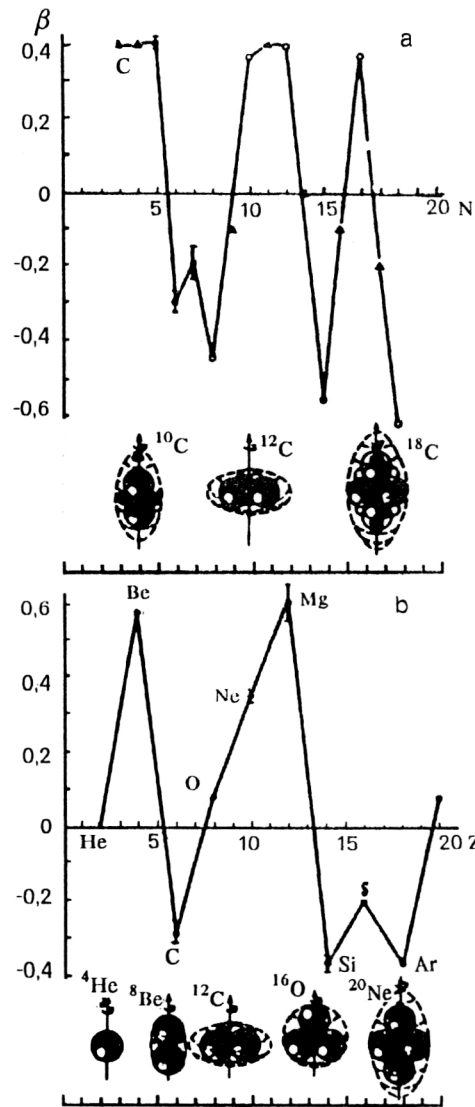 β
a
0,4
C
0,2
0
5
10
15
20
N
-0,2
-0,4
-0,6
¹⁰C
¹²C
¹⁸C
b
Be
0,6
Mg
0,4
Ne
0,2
O
0
He
5
10
15
20 Z
S
-0,2
C
Si
Ar
-0,4
⁴He
⁸Be
¹²C
¹⁶O
²⁰Ne